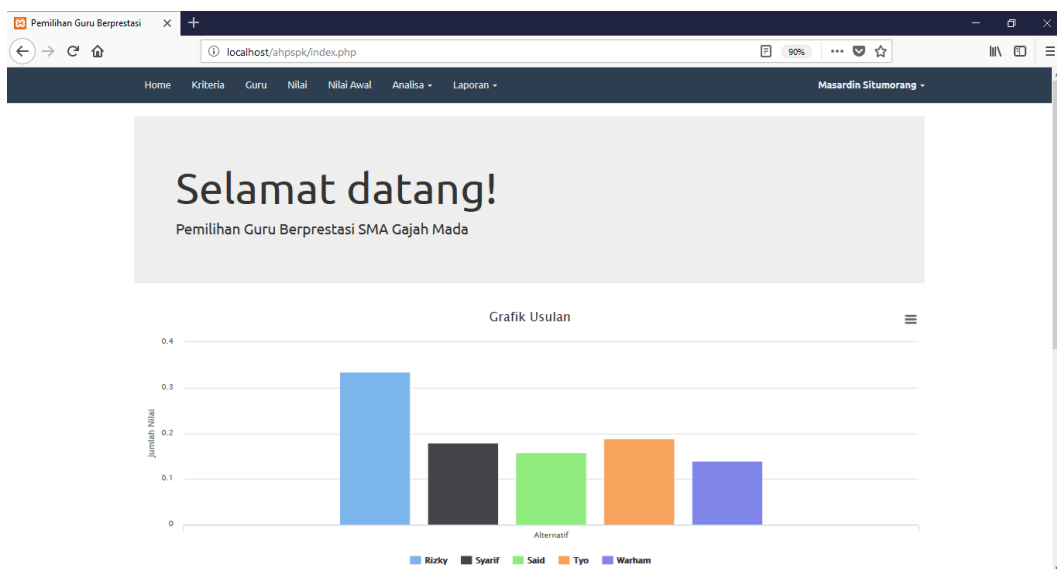 Pemilihan Guru Berprestasi
localhost/ahpspk/index.php
90%
Home Kriteria Guru Nilai Nilai Awal Analisa Laporan Masardin Situmorang
Selamat datang!
Pemilihan Guru Berprestasi SMA Gajah Mada
Grafik Usulan
Jumlah Nilai
0.4
0.3
0.2
0.1
0
Alternatif
Rizky Syarif Said Tyo Warham